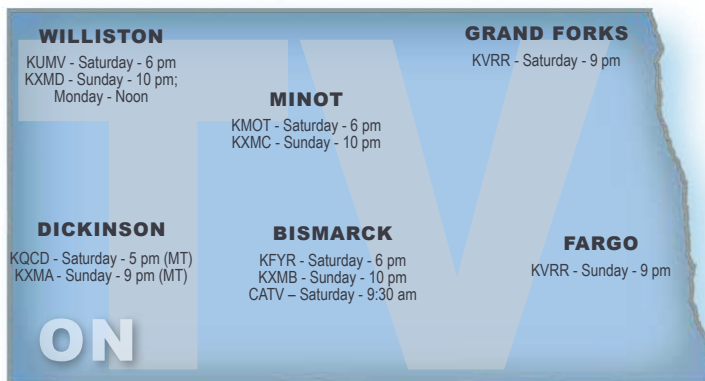 WILLISTON
KUMV - Saturday - 6 pm
KXMD - Sunday - 10 pm;
Monday - Noon
GRAND FORKS
KVRR - Saturday - 9 pm
MINOT
KMOT - Saturday - 6 pm
KXMC - Sunday - 10 pm
DICKINSON
KQCD - Saturday - 5 pm (MT)
KXMA - Sunday - 9 pm (MT)
BISMARCK
KFYR - Saturday - 6 pm
KXMB - Sunday - 10 pm
CATV – Saturday - 9:30 am
FARGO
KVRR - Sunday - 9 pm
ON
TV